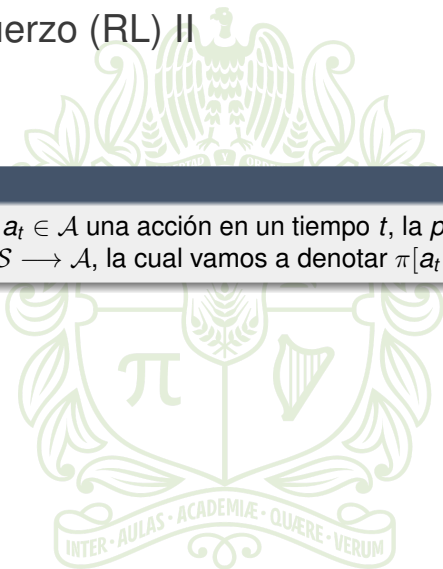 uerzo (RL) II
a_t ∈ A una acción en un tiempo t, la p
S ⟶ A, la cual vamos a denotar π[a_t
π
INTER · AULAS · ACADEMIÆ · QUÆRE · VERUM